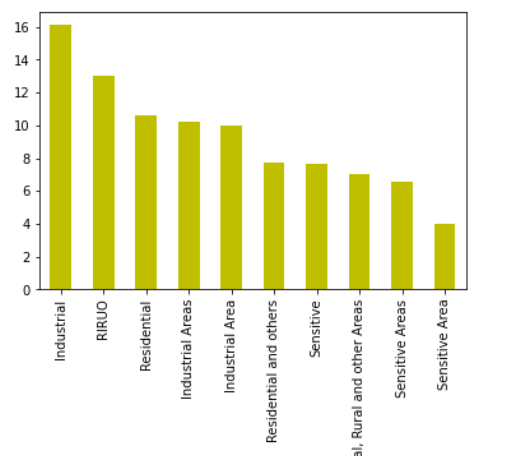 16
14
12
10
8
6
4
2
0
Industrial
RIRUO
Residential
Industrial Areas
Industrial Area
Residential and others
Sensitive
al, Rural and other Areas
Sensitive Areas
Sensitive Area